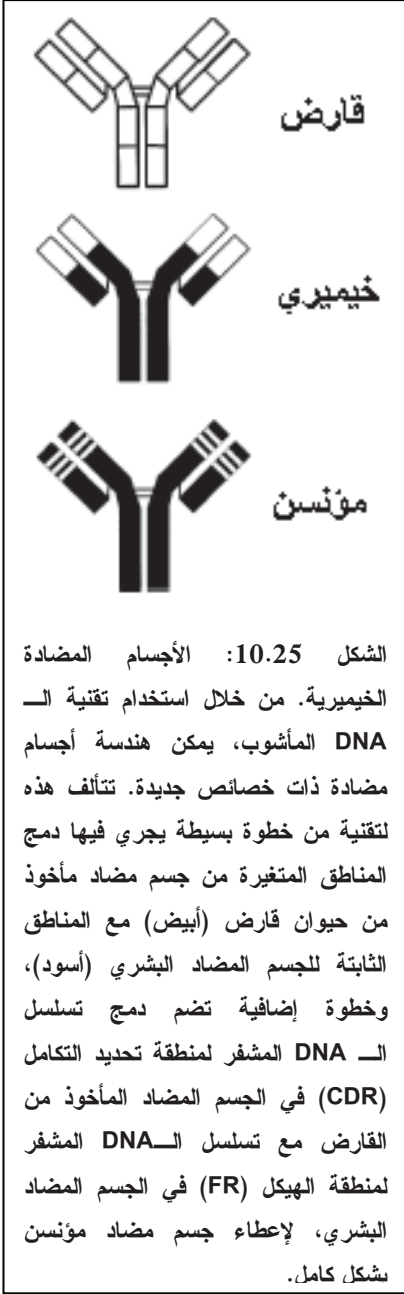 قارض
خيميري
مؤنسن
الشكل 10.25: الأجسام المضادة
الخيميرية. من خلال استخدام تقنية الـــ
DNA المأشوب، يمكن هندسة أجسام
مضادة ذات خصائص جديدة. تتألف هذه
لتقنية من خطوة بسيطة يجري فيها دمج
المناطق المتغيرة من جسم مضاد مأخوذ
من حيوان قارض (أبيض) مع المناطق
الثابتة للجسم المضاد البشري (أسود)،
وخطوة إضافية تضم دمج تسلسل
الـــ DNA المشفر لمنطقة تحديد التكامل
(CDR) في الجسم المضاد المأخوذ من
القارض مع تسلسل الـــDNA المشفر
لمنطقة الهيكل (FR) في الجسم المضاد
البشري، لإعطاء جسم مضاد مؤنسن
بشكل كامل.